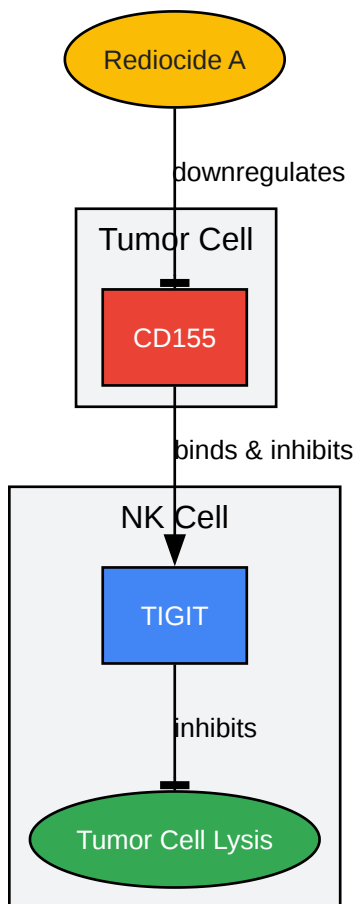 Rediocide A
downregulates
Tumor Cell
CD155
binds & inhibits
NK Cell
TIGIT
inhibits
Tumor Cell Lysis